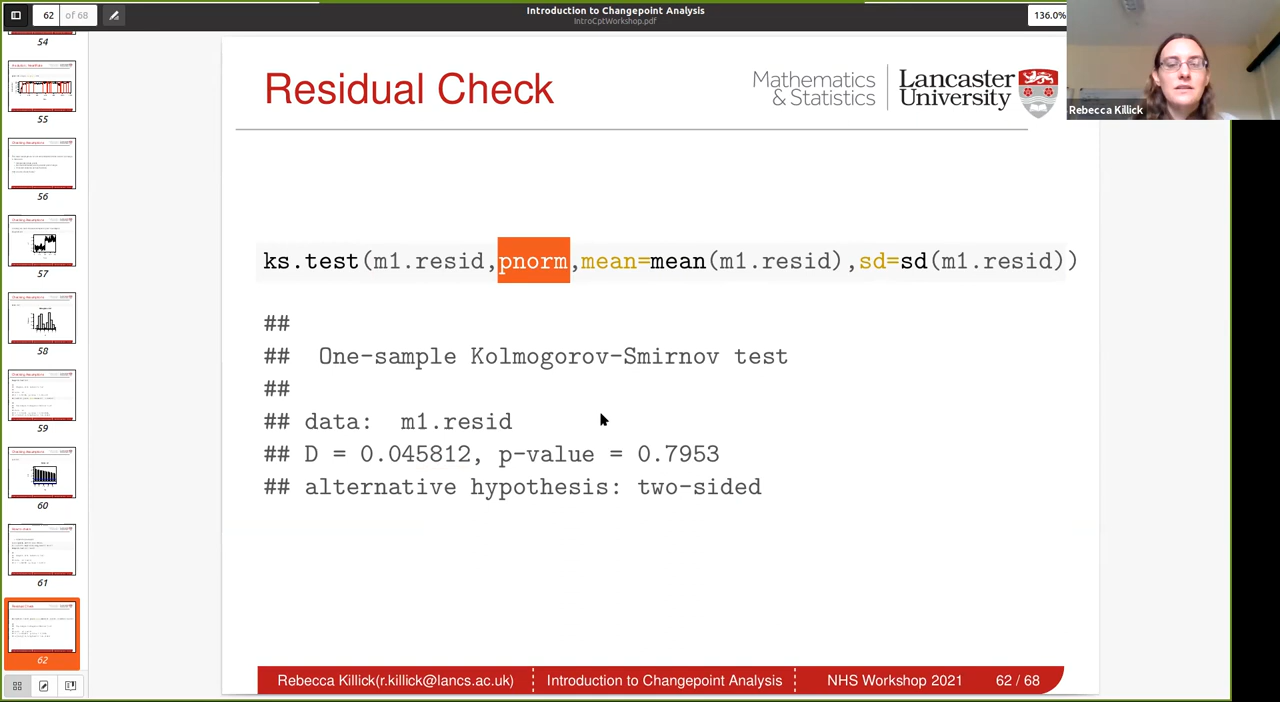 Introduction to Changepoint Analysis
IntroCptWorkshop.pdf
62 of 68
136.0%
Rebecca Killick
54
55
56
57
58
59
60
61
62
Residual Check
Mathematics
& Statistics
Lancaster
University
ks.test(m1.resid,pnorm,mean=mean(m1.resid),sd=sd(m1.resid))
##
## One-sample Kolmogorov-Smirnov test
##
## data: m1.resid
## D = 0.045812, p-value = 0.7953
## alternative hypothesis: two-sided
Rebecca Killick(r.killick@lancs.ac.uk)
Introduction to Changepoint Analysis
NHS Workshop 2021
62 / 68